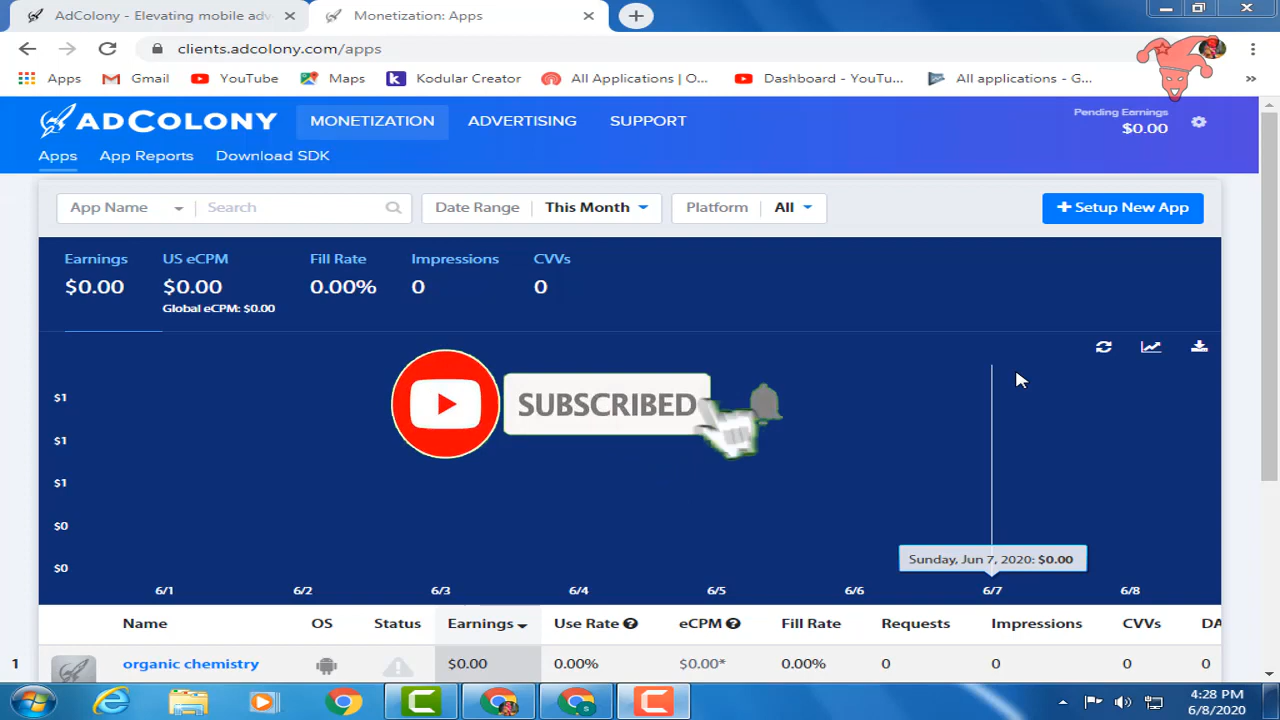 AdColony - Elevating mobile adv
Monetization: Apps
clients.adcolony.com/apps
Apps Gmail YouTube Maps Kodular Creator All Applications | O... Dashboard - YouTu... All applications - G... »
ADCOLONY MONETIZATION ADVERTISING SUPPORT
Pending Earnings
$0.00
Apps App Reports Download SDK
App Name Search Date Range This Month Platform All + Setup New App
Earnings US eCPM Fill Rate Impressions CVVs
$0.00 $0.00 0.00% 0 0
Global eCPM: $0.00
SUBSCRIBED
$1
$1
$1
$0
$0
Sunday, Jun 7, 2020: $0.00
6/1 6/2 6/3 6/4 6/5 6/6 6/7 6/8
Name OS Status Earnings Use Rate ? eCPM ? Fill Rate Requests Impressions CVVs DA
1 organic chemistry $0.00 0.00% $0.00* 0.00% 0 0 0 0
4:28 PM
6/8/2020